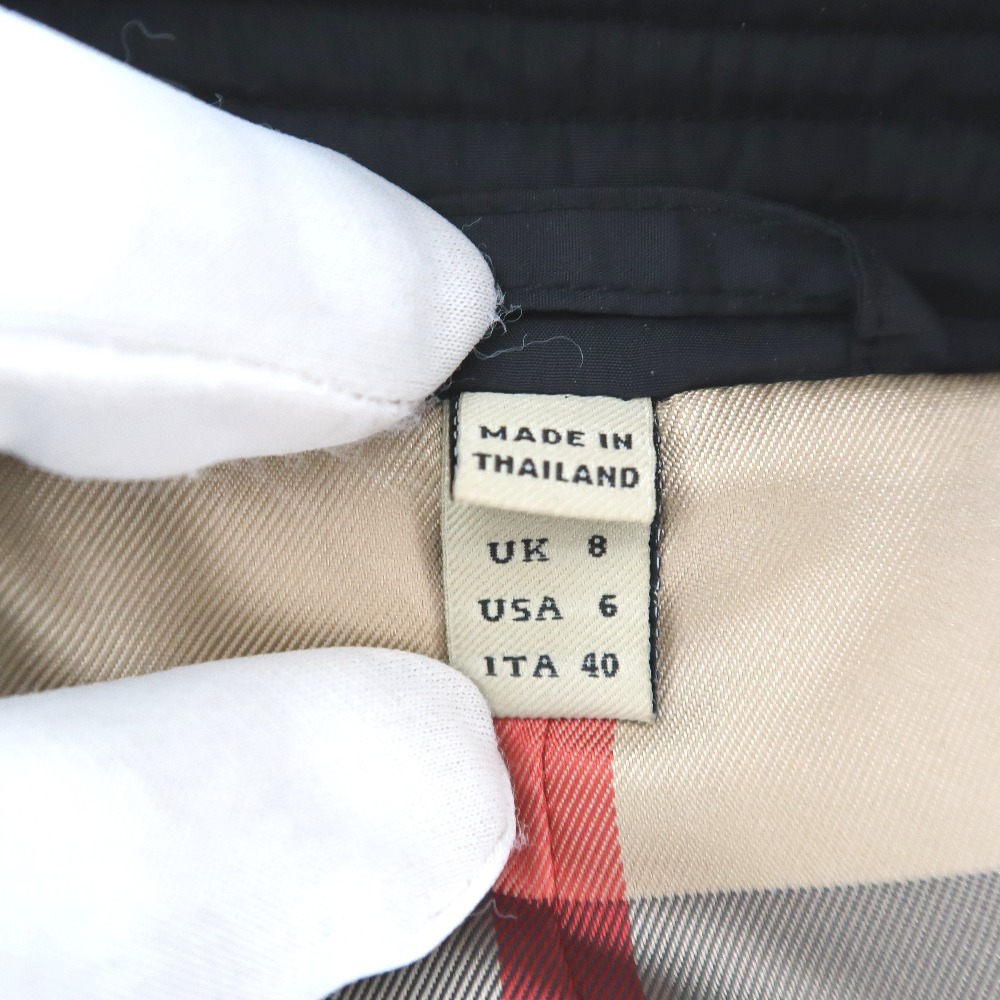 MADE IN
THAILAND
UK 8
USA 6
ITA 40